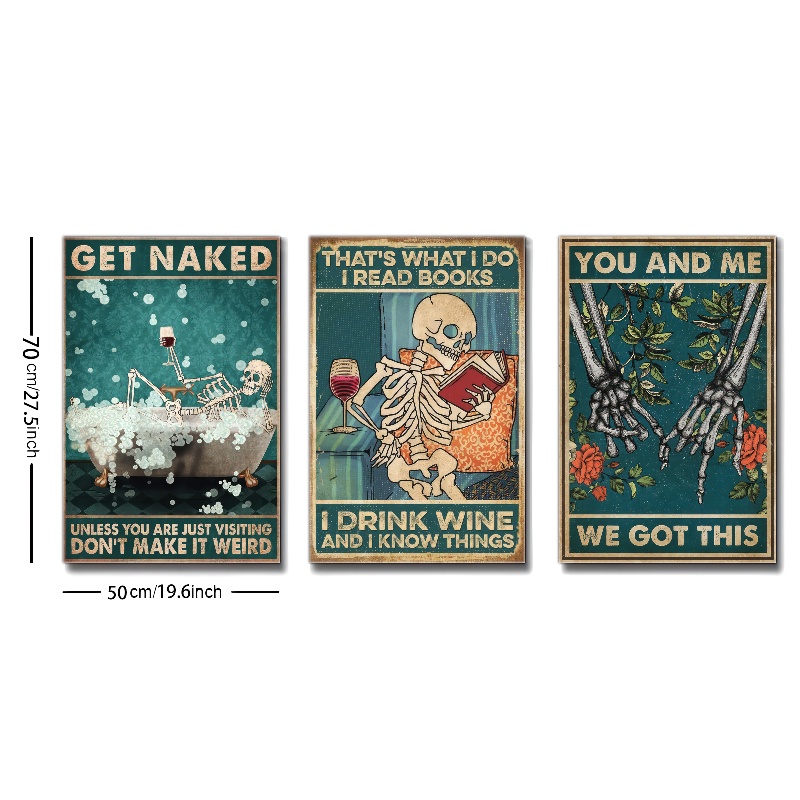 GET NAKED
UNLESS YOU ARE JUST VISITING
DON'T MAKE IT WEIRD
THAT'S WHAT I DO
I READ BOOKS
I DRINK WINE
AND I KNOW THINGS
YOU AND ME
WE GOT THIS
70cm/27.5inch
50cm/19.6inch